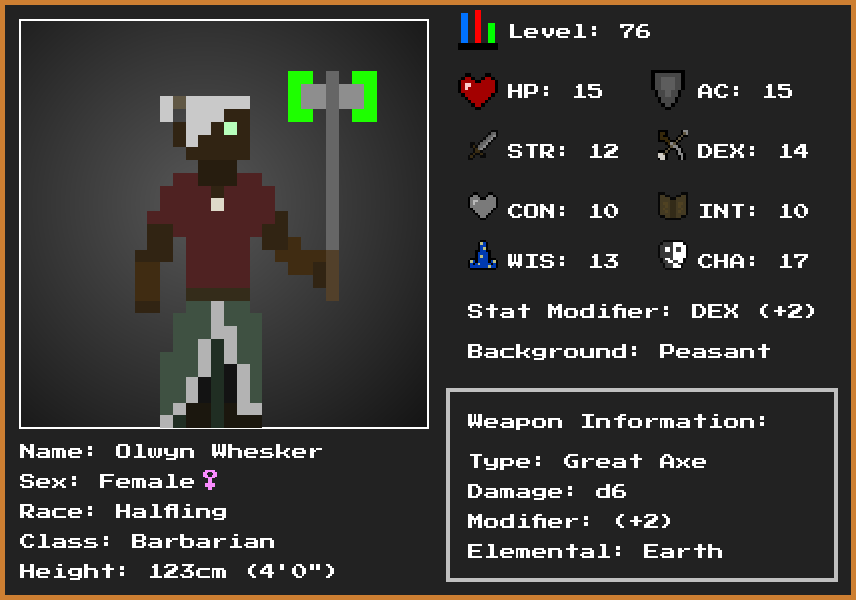 Level: 76
HP: 15
AC: 15
STR: 12
DEX: 14
CON: 10
INT: 10
WIS: 13
CHA: 17
Stat Modifier: DEX (+2)
Background: Peasant
Weapon Information:
Type: Great Axe
Damage: d6
Modifier: (+2)
Elemental: Earth
Name: Olwyn Whesker
Sex: Female♀
Race: Halfling
Class: Barbarian
Height: 123cm (4'0")